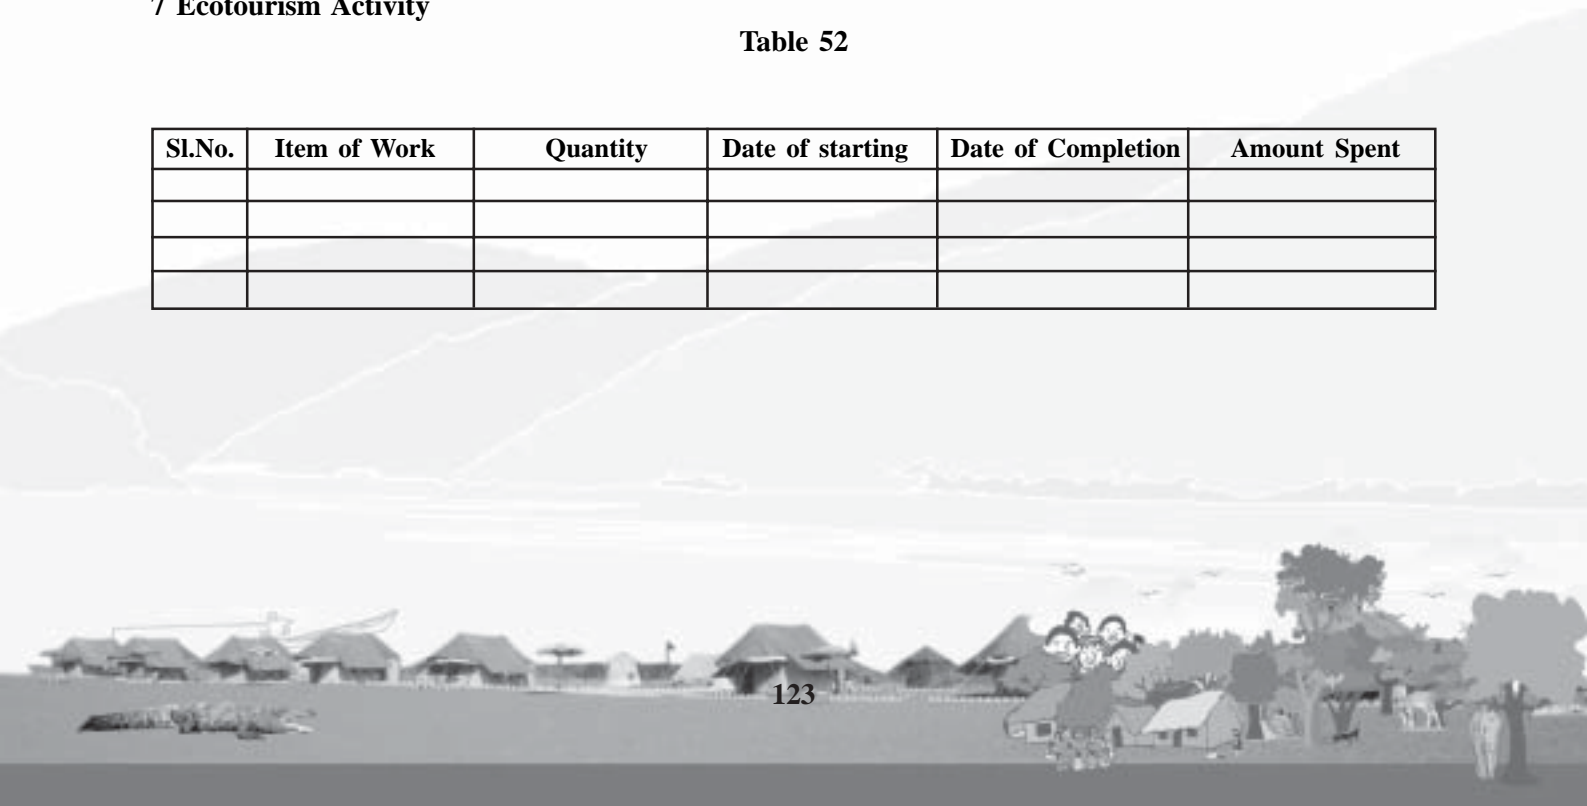 7 Ecotourism Activity
Table 52
Sl.No. Item of Work Quantity Date of starting Date of Completion Amount Spent
123